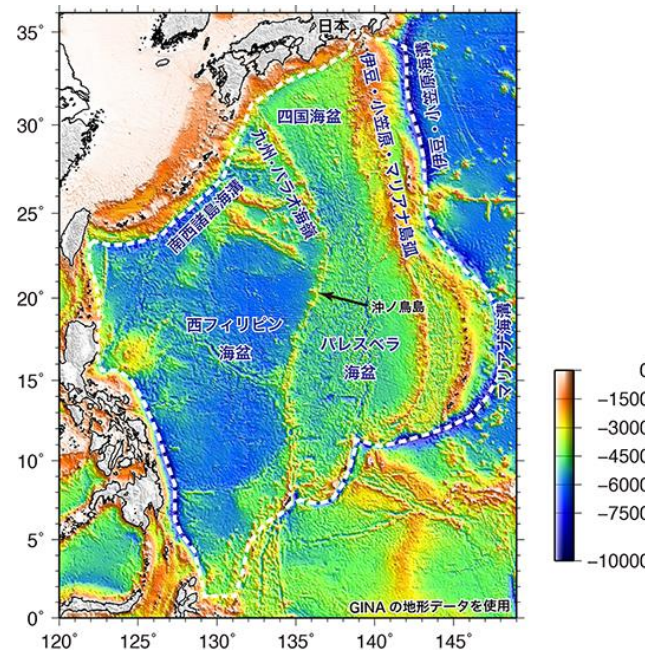 35°
30°
25°
20°
15°
10°
5°
0°
120°
125°
130°
135°
140°
145°
日本
四国海盆
伊豆・小笠原・マリアナ島弧
伊豆・小笠原海溝
九州・パラオ海嶺
南西諸島海溝
沖ノ鳥島
西フィリピン
海盆
パレスベラ
海盆
マリアナ海溝
GINA の地形データを使用
0
−1500
−3000
−4500
−6000
−7500
−10000